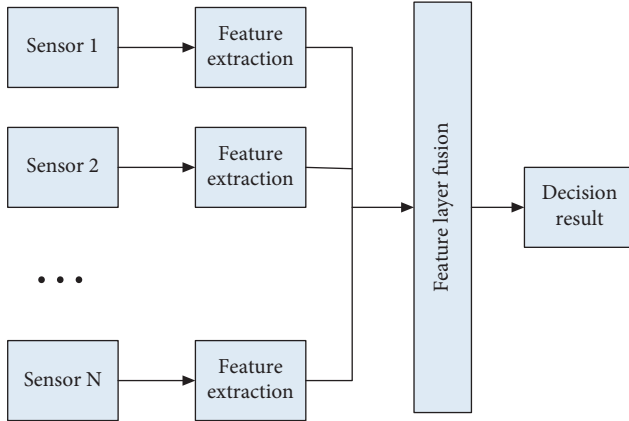 Sensor 1
Feature
extraction
Sensor 2
Feature
extraction
• • •
Sensor N
Feature
extraction
Feature layer fusion
Decision
result